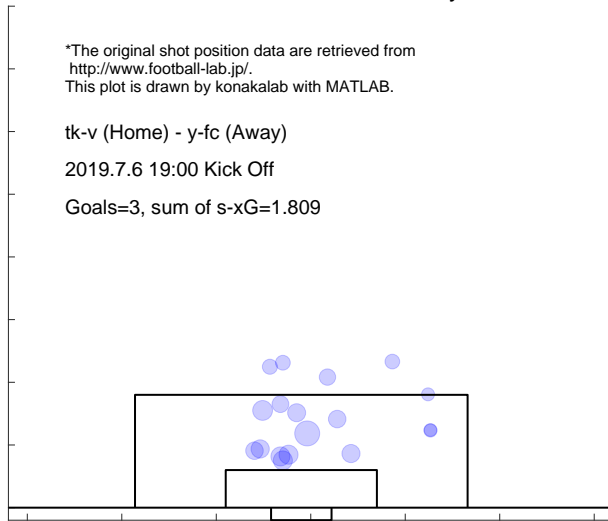 *The original shot position data are retrieved from
http://www.football-lab.jp/.
This plot is drawn by konakalab with MATLAB.
tk-v (Home) - y-fc (Away)
2019.7.6 19:00 Kick Off
Goals=3, sum of s-xG=1.809